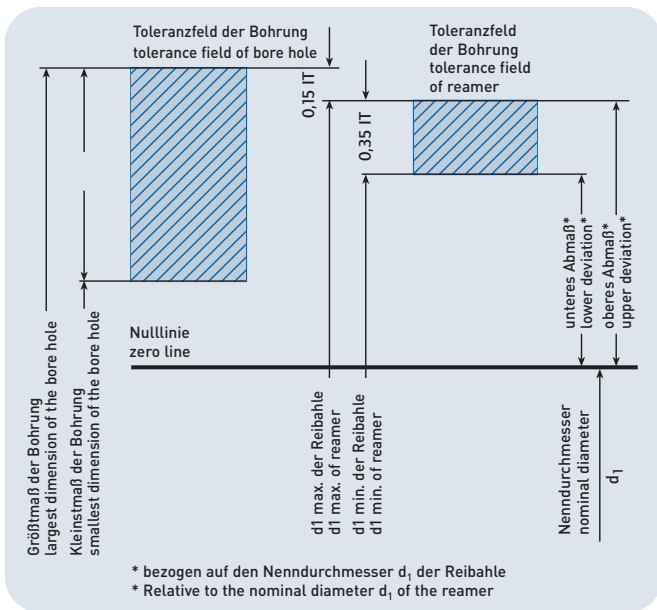 Toleranzfeld der Bohrung
tolerance field of bore hole
Toleranzfeld
der Bohrung
tolerance field
of reamer
0,15 IT
0,35 IT
unteres Abmaß*
lower deviation*
oberes Abmaß*
upper deviation*
Nulllinie
zero line
Größtmaß der Bohrung
largest dimension of the bore hole
Kleinstmaß der Bohrung
smallest dimension of the bore hole
d1 max. der Reibahle
d1 max. of reamer
d1 min. der Reibahle
d1 min. of reamer
Nenndurchmesser
nominal diameter
d₁
* bezogen auf den Nenndurchmesser d₁ der Reibahle
* Relative to the nominal diameter d₁ of the reamer